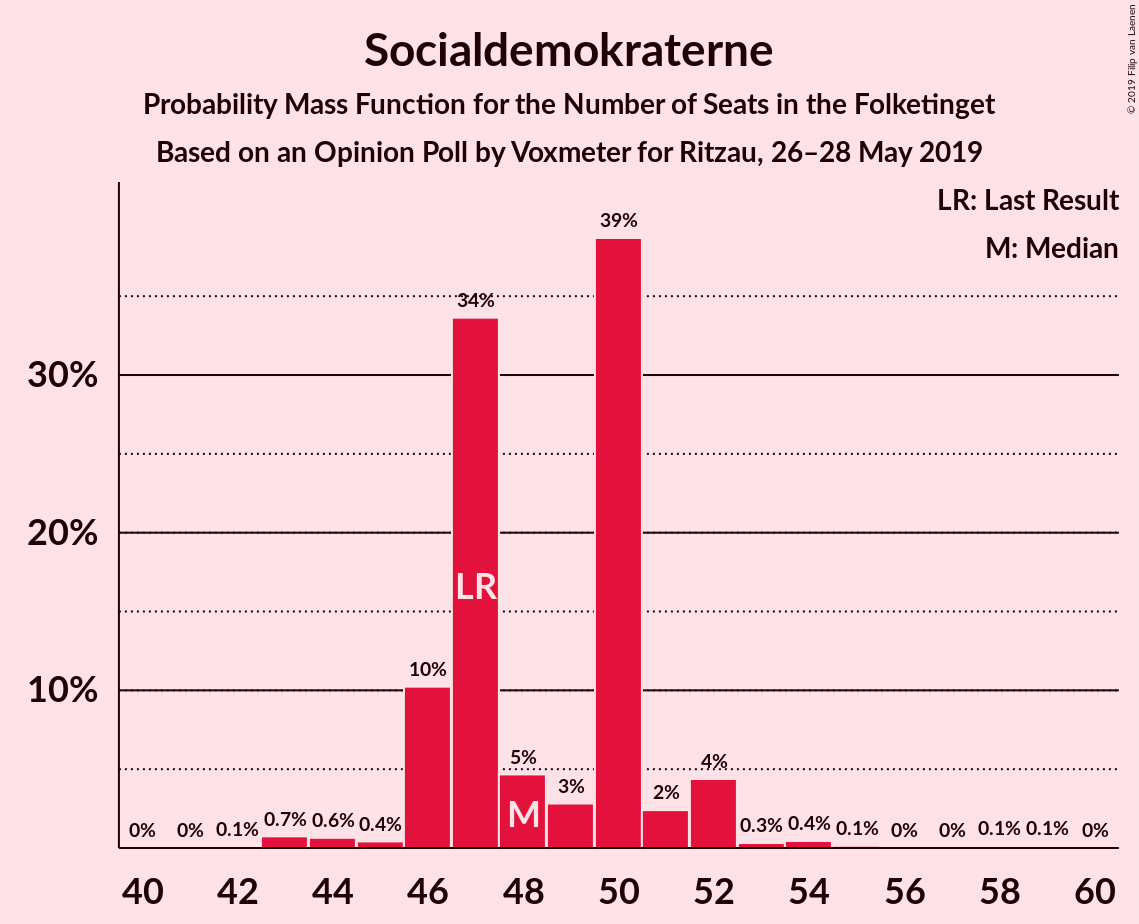 Socialdemokraterne
Probability Mass Function for the Number of Seats in the Folketinget
Based on an Opinion Poll by Voxmeter for Ritzau, 26–28 May 2019
© 2019 Filip van Laenen
LR: Last Result
M: Median
30%
20%
10%
0%
0%
0.1%
0.7%
0.6%
0.4%
10%
34%
5%
3%
39%
2%
4%
0.3%
0.4%
0.1%
0%
0%
0.1%
0.1%
0%
LR
M
40 42 44 46 48 50 52 54 56 58 60